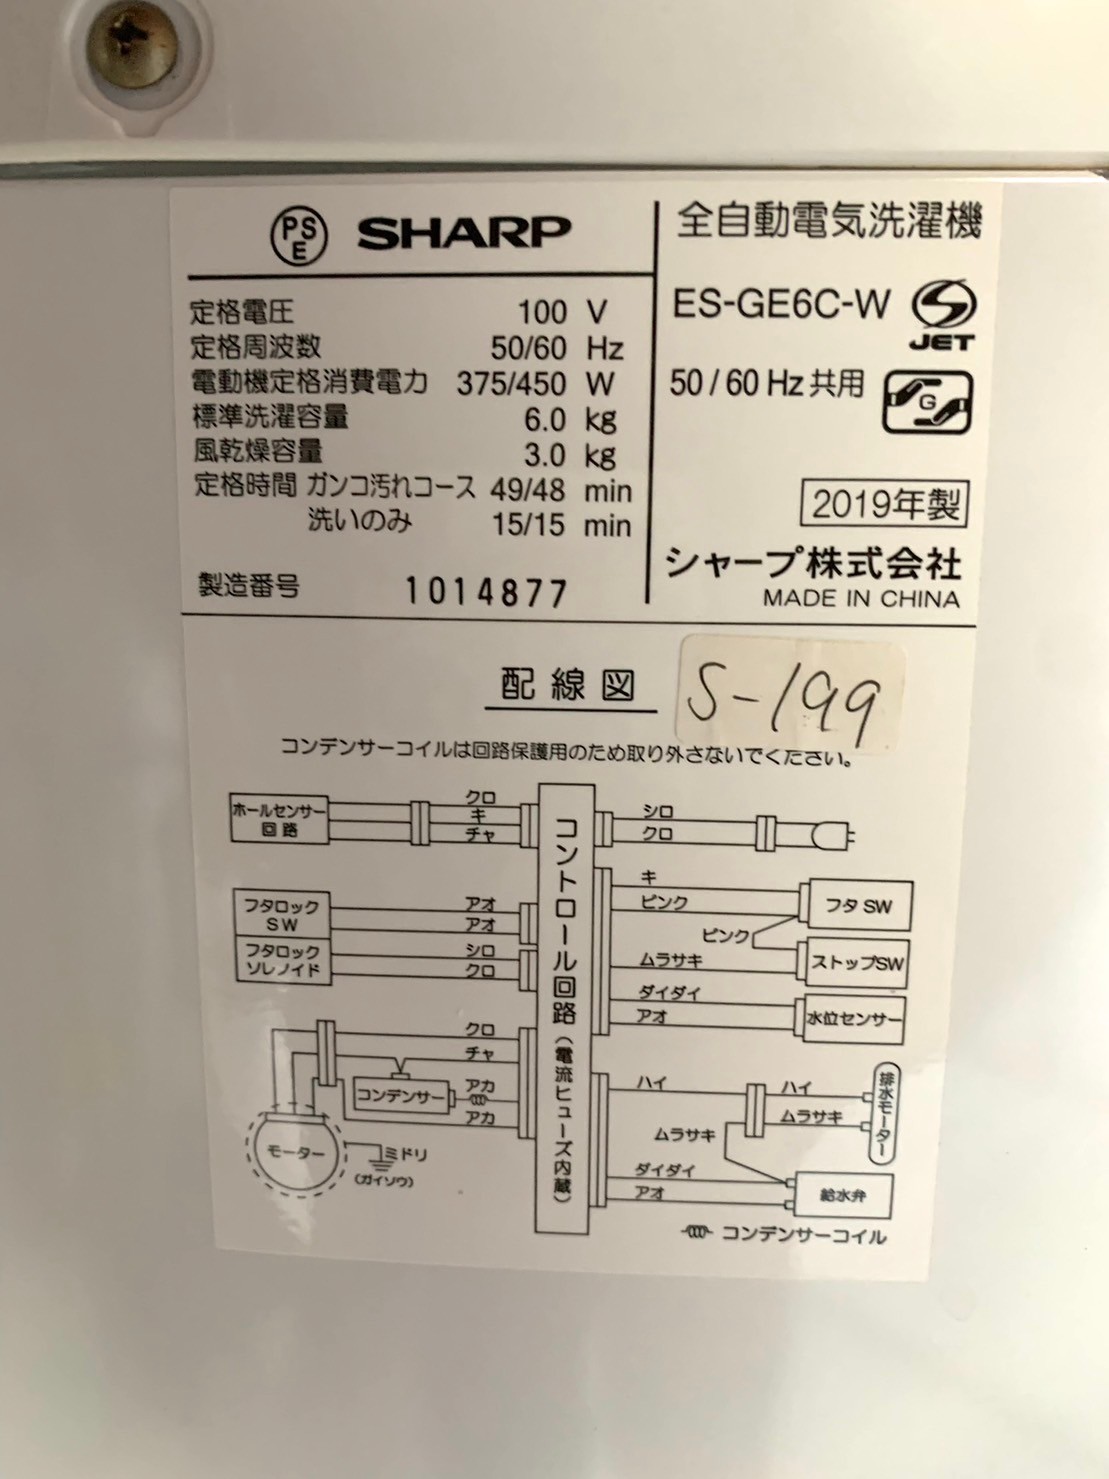 PSE SHARP
定格電圧 100 V
定格周波数 50/60 Hz
電動機定格消費電力 375/450 W
標準洗濯容量 6.0 kg
風乾燥容量 3.0 kg
定格時間 ガンコ汚れコース 49/48 min
洗いのみ 15/15 min
製造番号 1014877
全自動電気洗濯機
ES-GE6C-W JET
50/60 Hz 共用 G
2019年製
シャープ株式会社
MADE IN CHINA
配線図
S-199
コンデンサーコイルは回路保護用のため取り外さないでください。
ホールセンサー
回路
クロ
キ
チャ
フタロック
SW
アオ
アオ
フタロック
ソレノイド
シロ
クロ
クロ
チャ
コンデンサー
アカ
アカ
モーター
ミドリ
(ガイソウ)
コントロール回路(電流ヒューズ内蔵)
シロ
クロ
キ
ピンク
フタSW
ピンク
ムラサキ
ストップSW
ダイダイ
アオ
水位センサー
ハイ
ハイ
ムラサキ
排水モーター
ムラサキ
ダイダイ
アオ
給水弁
コンデンサーコイル